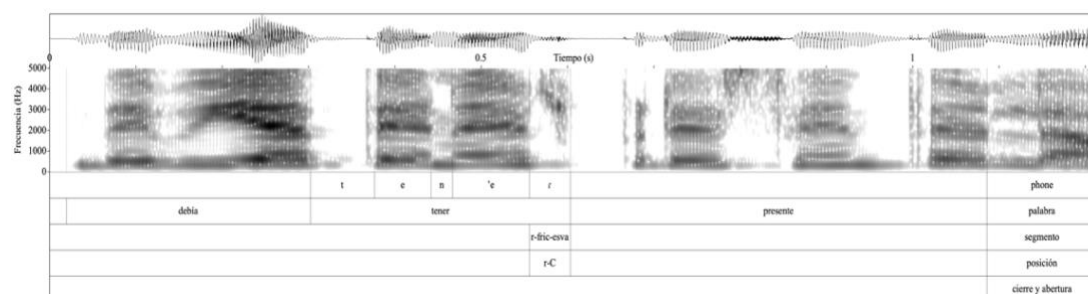 0 0.5 Tiempo (s) 1
5000
4000
3000
2000
1000
0
Frecuencia (Hz)
t e n 'e ɾ phone
debía tener presente palabra
r-fric-esva segmento
r-C posición
cierre y abertura